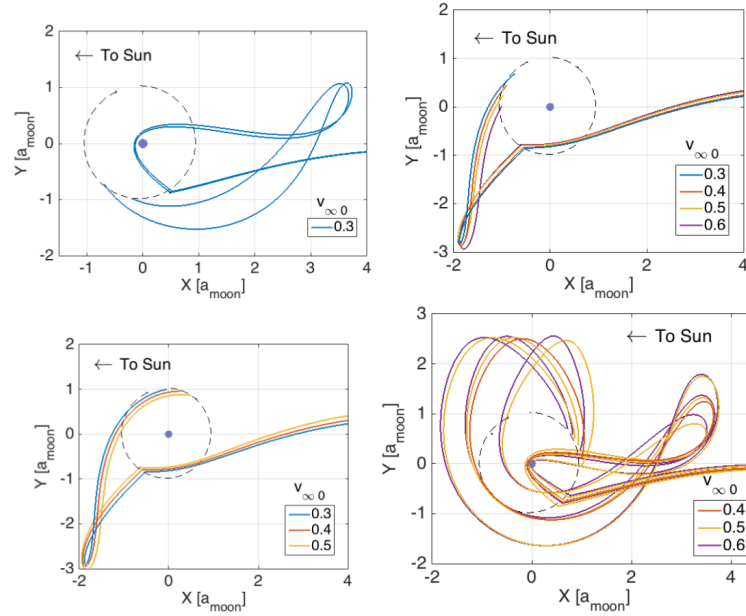 2
1
0
-1
-2
Y [a_moon]
← To Sun
-1 0 1 2 3 4
X [a_moon]
v_∞ 0
0.3
2
1
0
-1
-2
-3
Y [a_moon]
← To Sun
-2 0 2 4
X [a_moon]
v_∞ 0
0.3
0.4
0.5
0.6
2
1
0
-1
-2
-3
Y [a_moon]
← To Sun
-2 0 2 4
X [a_moon]
v_∞ 0
0.3
0.4
0.5
3
2
1
0
-1
-2
Y [a_moon]
← To Sun
-2 0 2 4
X [a_moon]
v_∞ 0
0.4
0.5
0.6